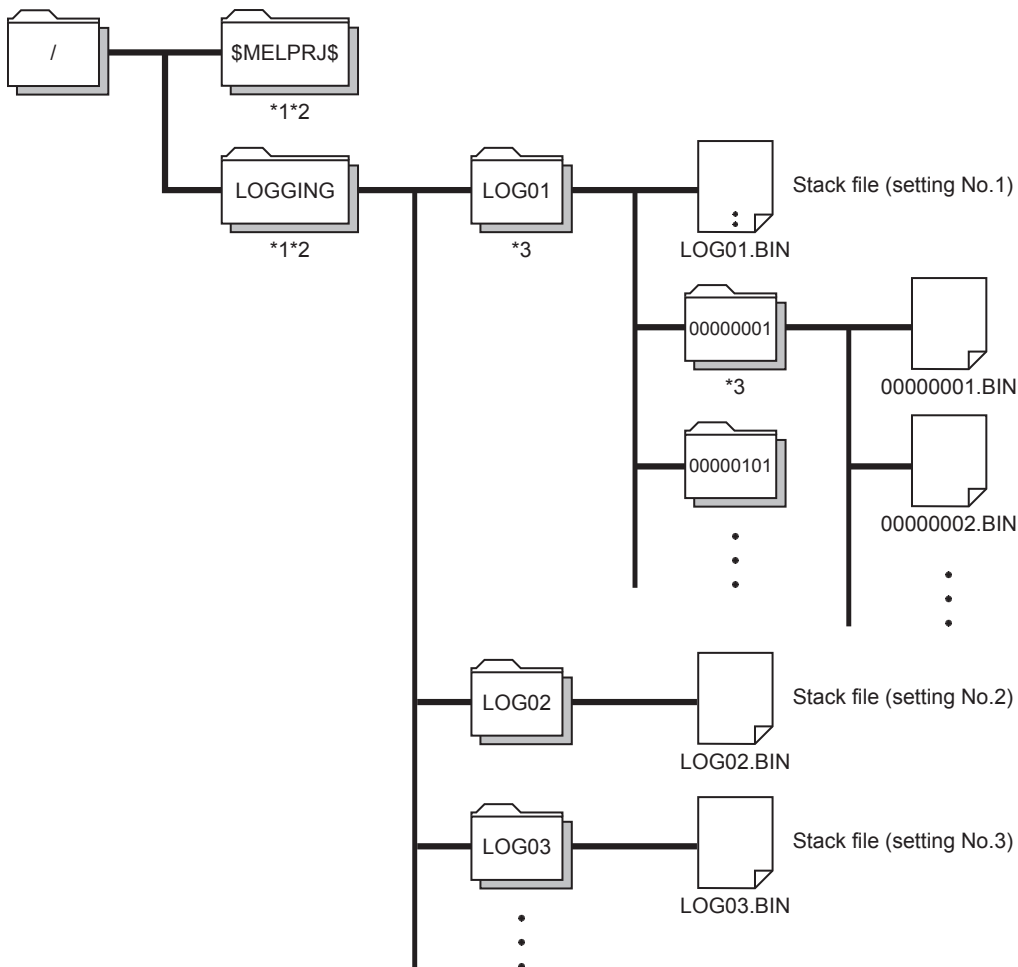 /
$MELPRJ$
*1*2
LOGGING
*1*2
LOG01
*3
LOG01.BIN
Stack file (setting No.1)
00000001
*3
00000001.BIN
00000101
00000002.BIN
LOG02
LOG02.BIN
Stack file (setting No.2)
LOG03
LOG03.BIN
Stack file (setting No.3)